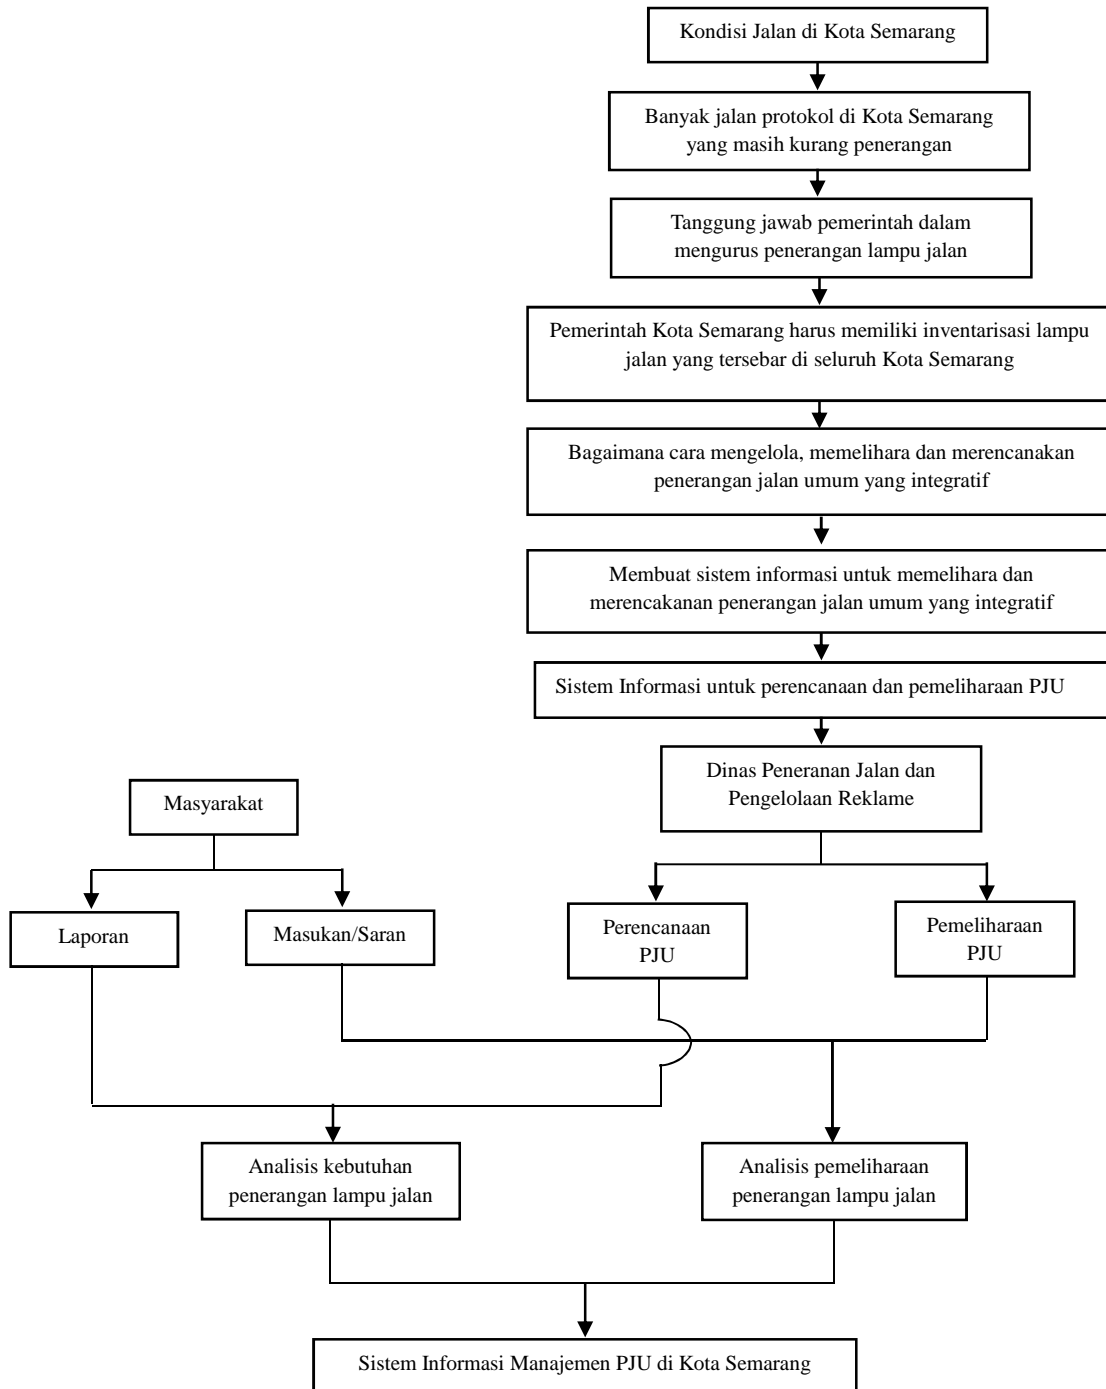 Kondisi Jalan di Kota Semarang
Banyak jalan protokol di Kota Semarang
yang masih kurang penerangan
Tanggung jawab pemerintah dalam
mengurus penerangan lampu jalan
Pemerintah Kota Semarang harus memiliki inventarisasi lampu
jalan yang tersebar di seluruh Kota Semarang
Bagaimana cara mengelola, memelihara dan merencanakan
penerangan jalan umum yang integratif
Membuat sistem informasi untuk memelihara dan
merencakanan penerangan jalan umum yang integratif
Sistem Informasi untuk perencanaan dan pemeliharaan PJU
Dinas Peneranan Jalan dan
Pengelolaan Reklame
Masyarakat
Laporan
Masukan/Saran
Perencanaan
PJU
Pemeliharaan
PJU
Analisis kebutuhan
penerangan lampu jalan
Analisis pemeliharaan
penerangan lampu jalan
Sistem Informasi Manajemen PJU di Kota Semarang